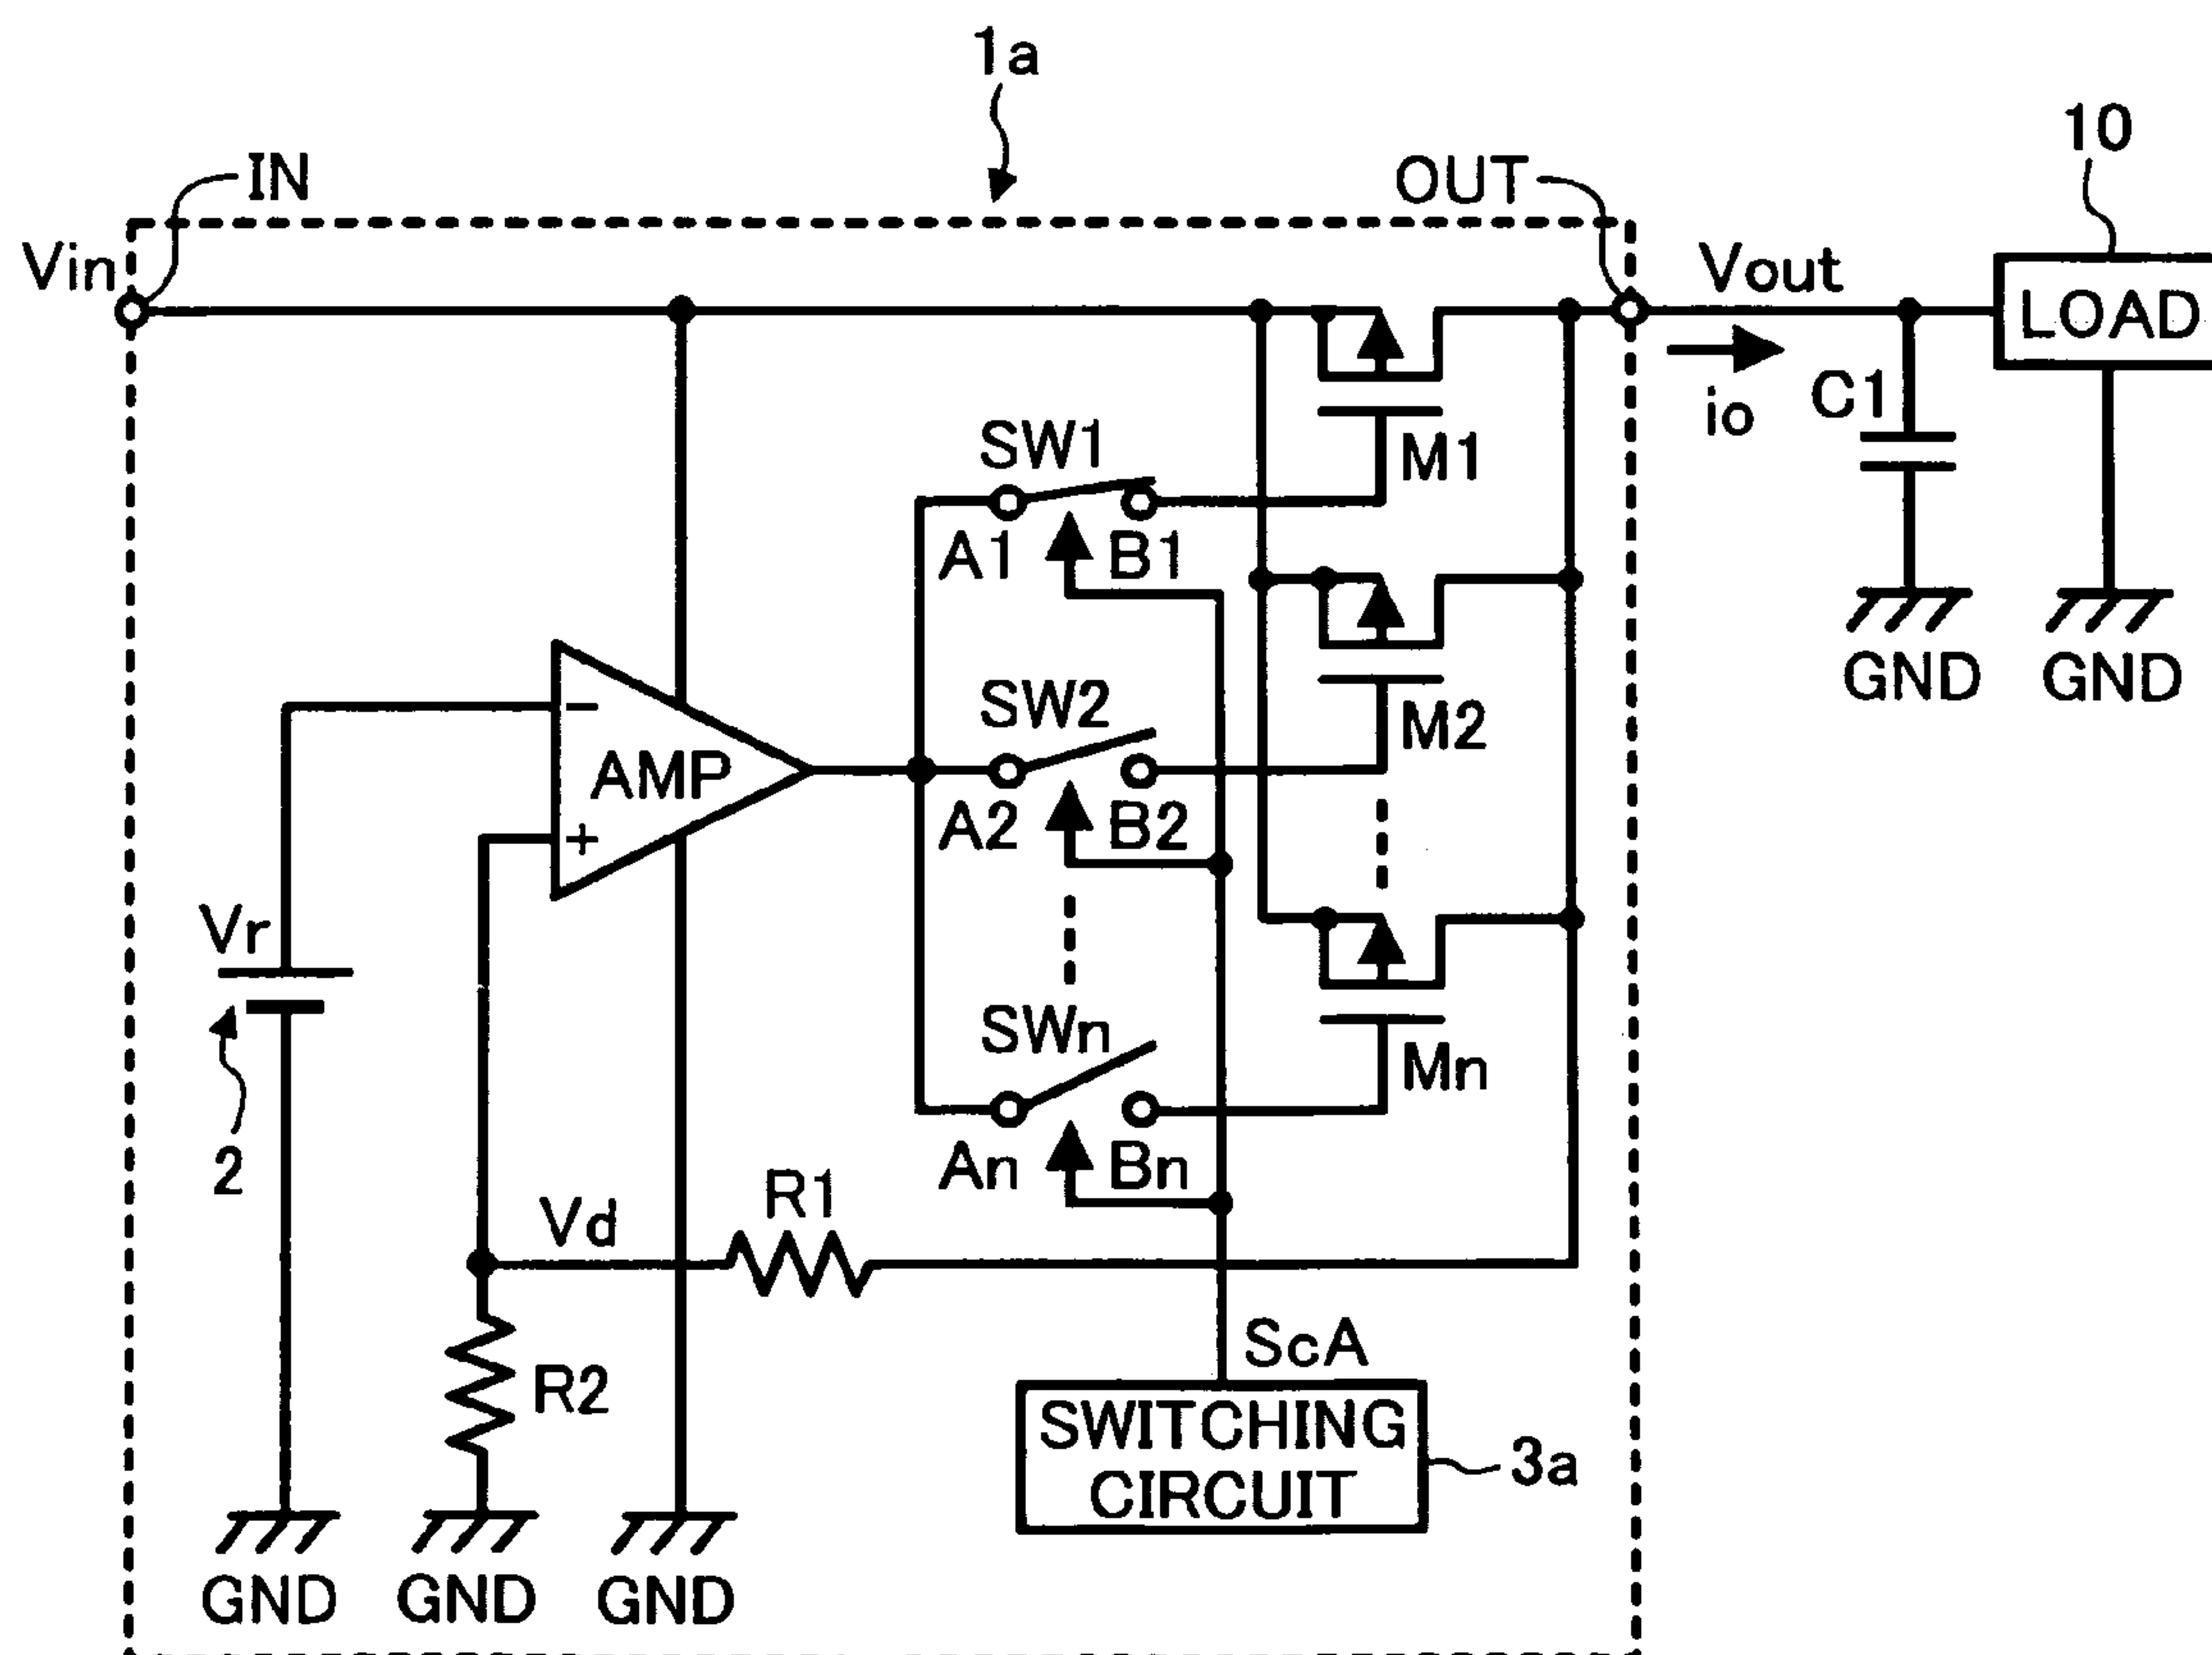 1a
10
IN
OUT
Vin
Vout
LOAD
io
C1
SW1
M1
A1
B1
GND
GND
SW2
M2
-
AMP
+
A2
B2
Vr
SWn
Mn
2
An
Bn
R1
Vd
ScA
R2
SWITCHING
CIRCUIT
3a
GND
GND
GND